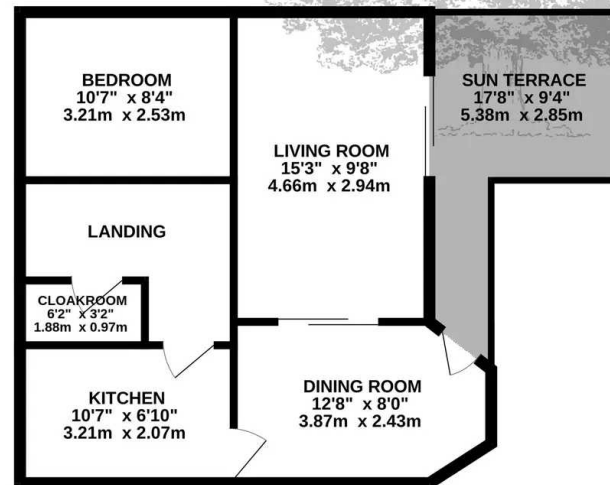 BEDROOM
10'7" x 8'4"
3.21m x 2.53m
LIVING ROOM
15'3" x 9'8"
4.66m x 2.94m
SUN TERRACE
17'8" x 9'4"
5.38m x 2.85m
LANDING
CLOAKROOM
6'2" x 3'2"
1.88m x 0.97m
KITCHEN
10'7" x 6'10"
3.21m x 2.07m
DINING ROOM
12'8" x 8'0"
3.87m x 2.43m